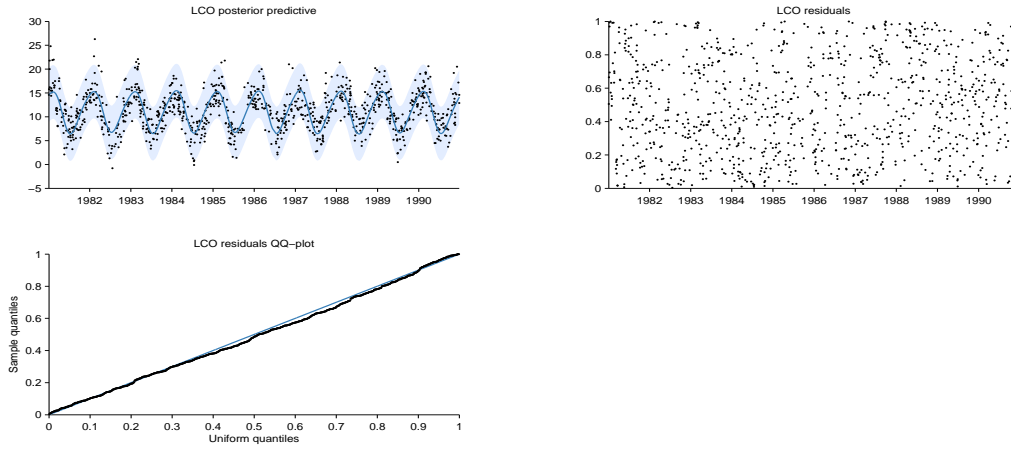 LCO posterior predictive
30
25
20
15
10
5
0
−5
1982 1983 1984 1985 1986 1987 1988 1989 1990
LCO residuals
1
0.8
0.6
0.4
0.2
0
1982 1983 1984 1985 1986 1987 1988 1989 1990
LCO residuals QQ−plot
Sample quantiles
1
0.8
0.6
0.4
0.2
0
0 0.1 0.2 0.3 0.4 0.5 0.6 0.7 0.8 0.9 1
Uniform quantiles